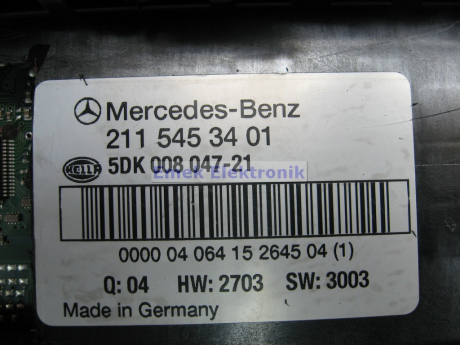 Mercedes-Benz
211 545 34 01
HELLA 5DK 008 047-21
Emek Elektronik
0000 04 064 15 2645 04 (1)
Q: 04 HW: 2703 SW: 3003
Made in Germany